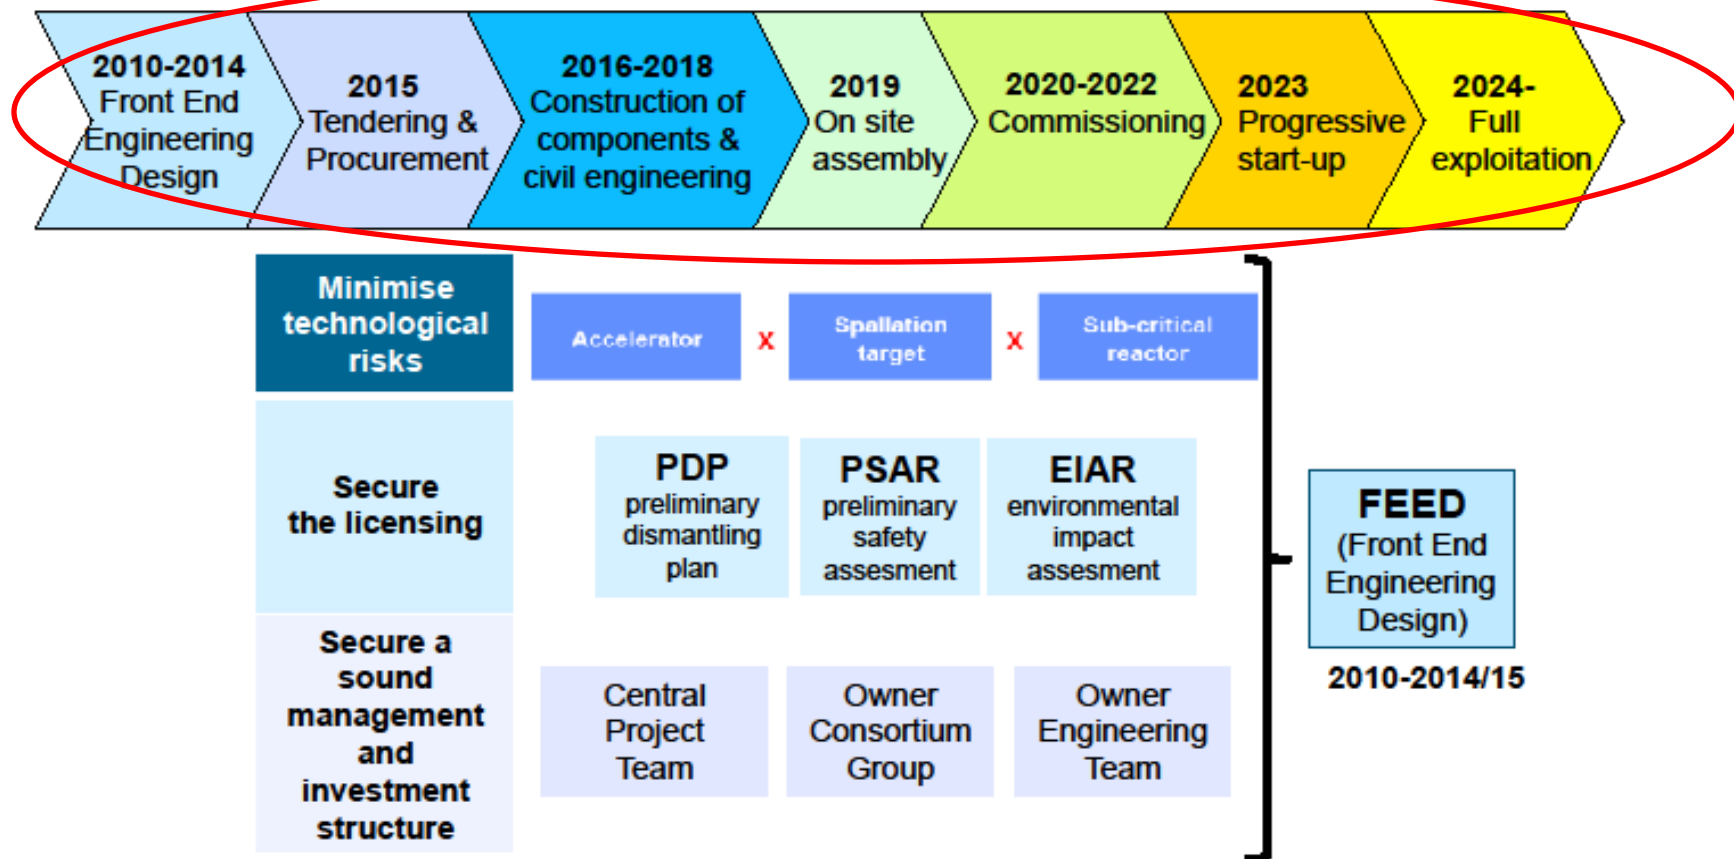 2010-2014
Front End
Engineering
Design
2015
Tendering &
Procurement
2016-2018
Construction of
components &
civil engineering
2019
On site
assembly
2020-2022
Commissioning
2023
Progressive
start-up
2024-
Full
exploitation
Minimise
technological
risks
Accelerator
x
Spallation
target
x
Sub-critical
reactor
Secure
the licensing
PDP
preliminary
dismantling
plan
PSAR
preliminary
safety
assesment
EIAR
environmental
impact
assesment
Secure a
sound
management
and
investment
structure
Central
Project
Team
Owner
Consortium
Group
Owner
Engineering
Team
FEED
(Front End
Engineering
Design)
2010-2014/15